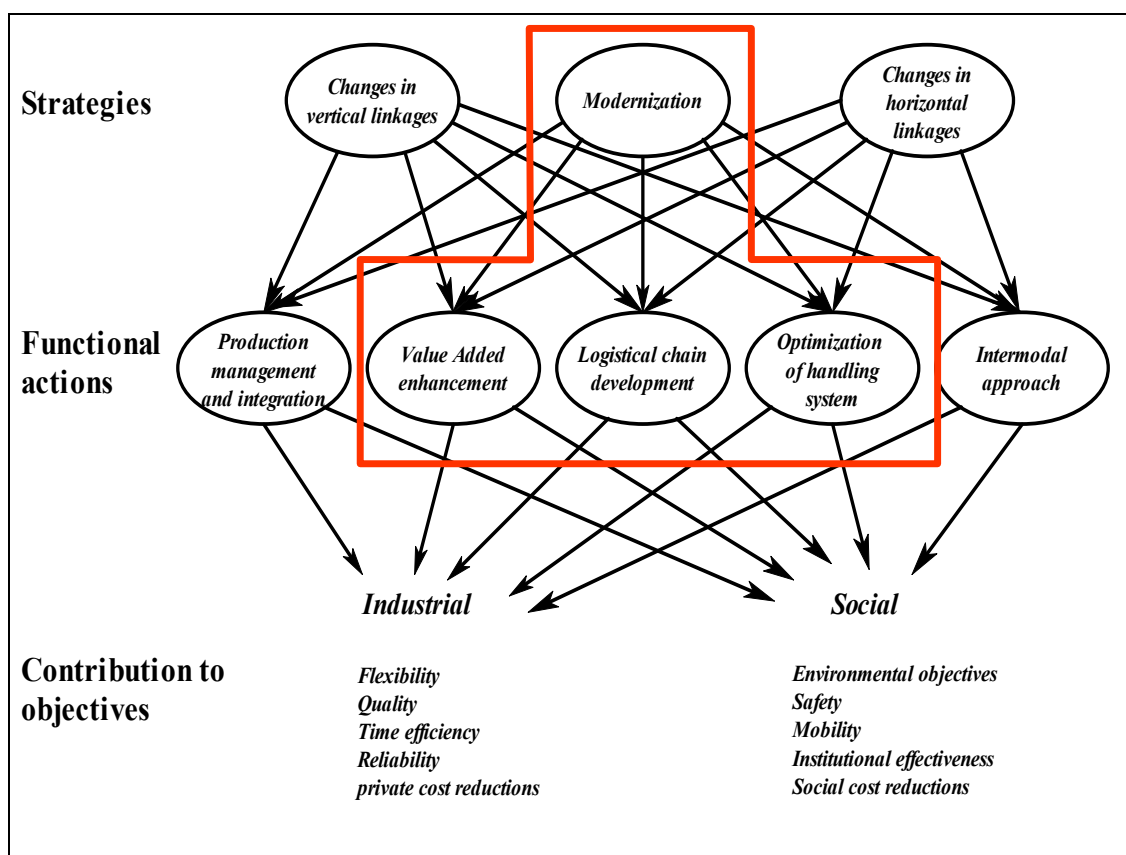 Strategies
Changes in
vertical linkages
Modernization
Changes in
horizontal
linkages
Functional
actions
Production
management
and integration
Value Added
enhancement
Logistical chain
development
Optimization
of handling
system
Intermodal
approach
Industrial
Social
Contribution to
objectives
Flexibility
Quality
Time efficiency
Reliability
private cost reductions
Environmental objectives
Safety
Mobility
Institutional effectiveness
Social cost reductions